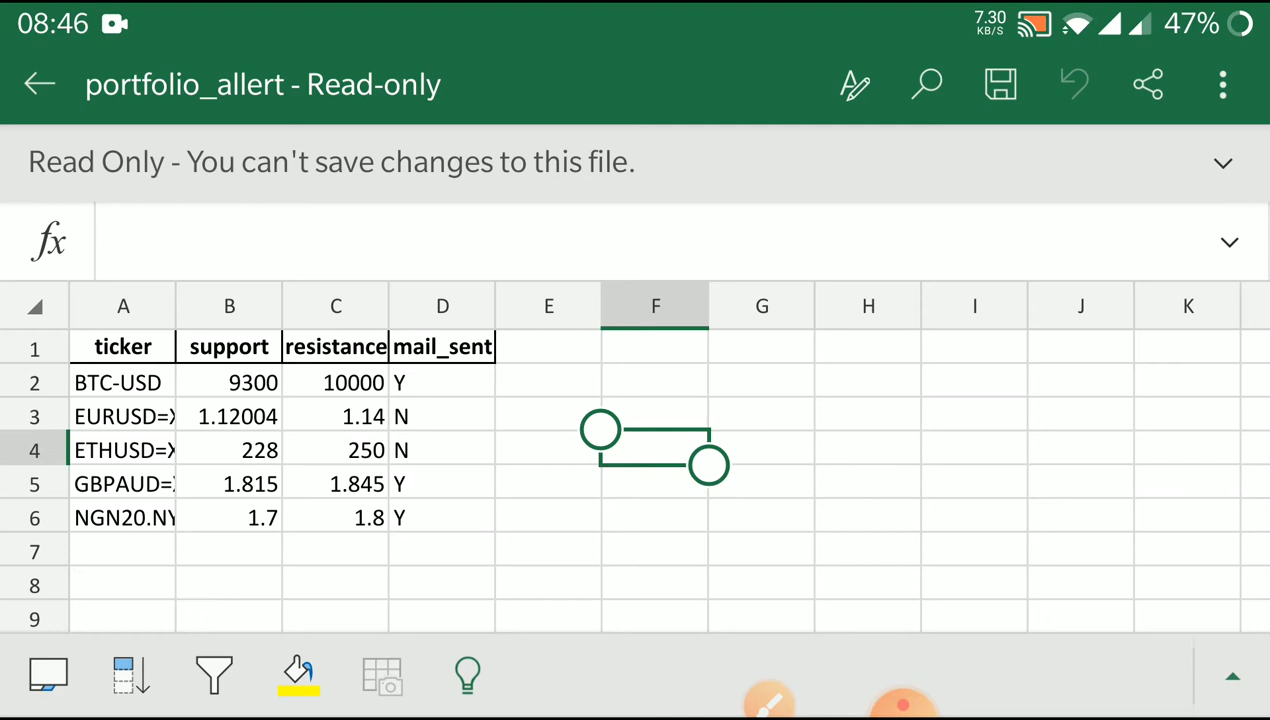 08:46 7.30 KB/S 47%
portfolio_allert - Read-only
Read Only - You can't save changes to this file.
fx
A B C D E F G H I J K
1 ticker support resistance mail_sent
2 BTC-USD 9300 10000 Y
3 EURUSD=X 1.12004 1.14 N
4 ETHUSD=X 228 250 N
5 GBPAUD= 1.815 1.845 Y
6 NGN20.NY 1.7 1.8 Y
7
8
9